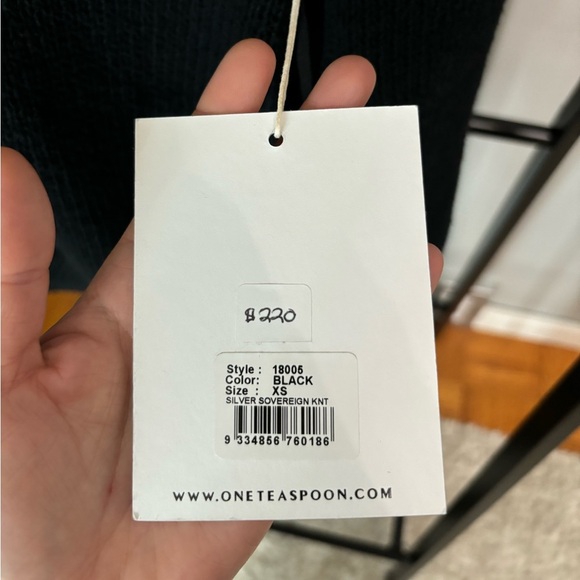 $220
Style : 18005
Color: BLACK
Size : XS
SILVER SOVEREIGN KNT
9 334856 760186
WWW.ONETEASPOON.COM